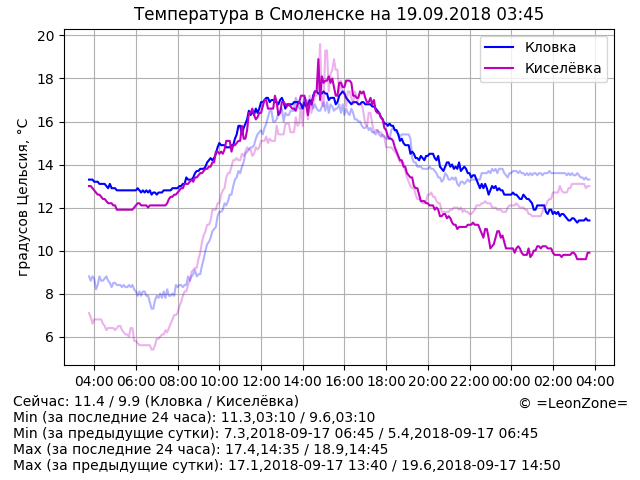 Температура в Смоленске на 19.09.2018 03:45
20
18
16
14
12
10
8
6
градусов Цельсия, °C
Кловка
Киселёвка
04:00 06:00 08:00 10:00 12:00 14:00 16:00 18:00 20:00 22:00 00:00 02:00 04:00
Сейчас: 11.4 / 9.9 (Кловка / Киселёвка)
© =LeonZone=
Min (за последние 24 часа): 11.3,03:10 / 9.6,03:10
Min (за предыдущие сутки): 7.3,2018-09-17 06:45 / 5.4,2018-09-17 06:45
Max (за последние 24 часа): 17.4,14:35 / 18.9,14:45
Max (за предыдущие сутки): 17.1,2018-09-17 13:40 / 19.6,2018-09-17 14:50